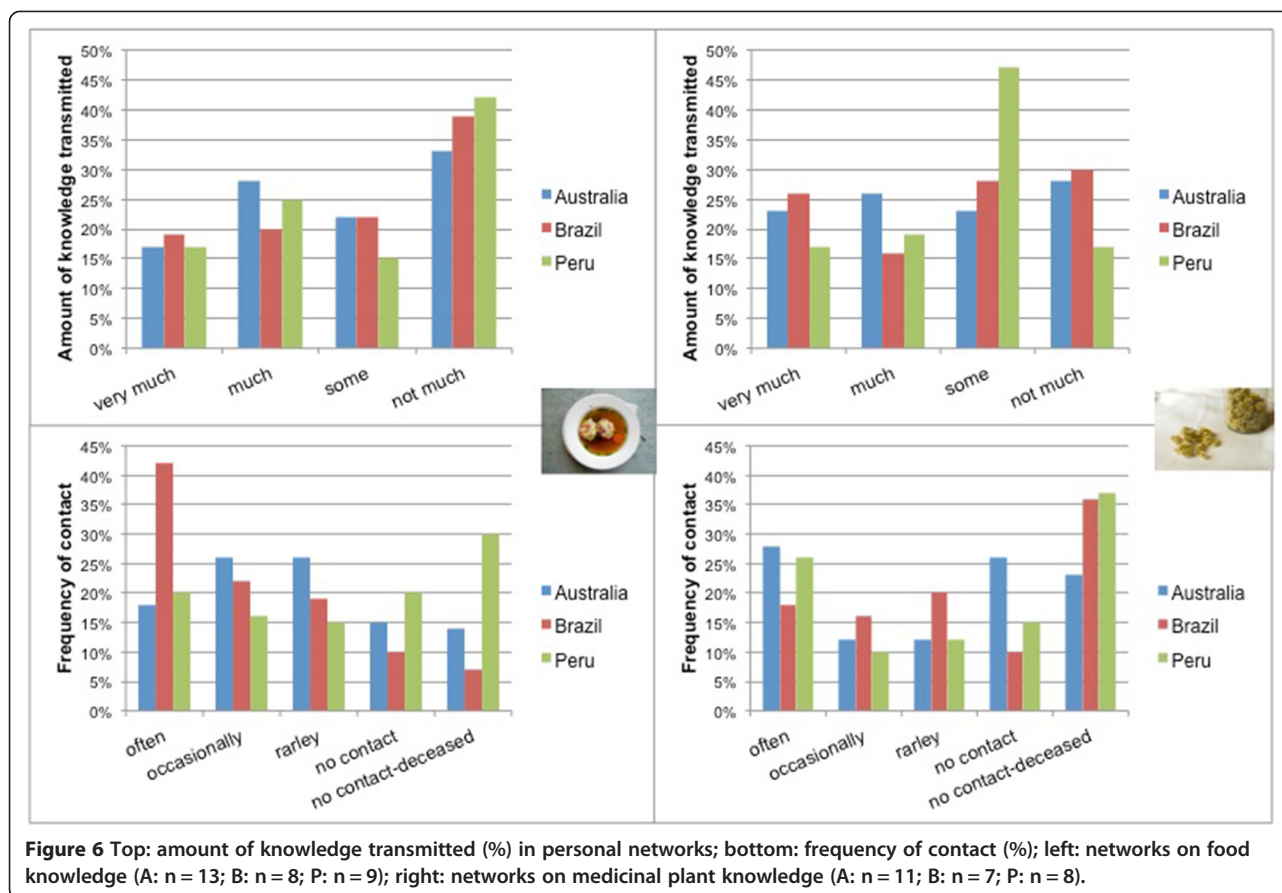 50%
45%
40%
35%
30%
25%
20%
15%
10%
5%
0%
Amount of knowledge transmitted
very much
much
some
not much
Australia
Brazil
Peru
50%
45%
40%
35%
30%
25%
20%
15%
10%
5%
0%
Amount of knowledge transmitted
very much
much
some
not much
Australia
Brazil
Peru
45%
40%
35%
30%
25%
20%
15%
10%
5%
0%
Frequency of contact
often
occasionally
rarley
no contact
no contact-deceased
Australia
Brazil
Peru
45%
40%
35%
30%
25%
20%
15%
10%
5%
0%
Frequency of contact
often
occasionally
rarley
no contact
no contact-deceased
Australia
Brazil
Peru
Figure 6 Top: amount of knowledge transmitted (%) in personal networks; bottom: frequency of contact (%); left: networks on food
knowledge (A: n = 13; B: n = 8; P: n = 9); right: networks on medicinal plant knowledge (A: n = 11; B: n = 7; P: n = 8).